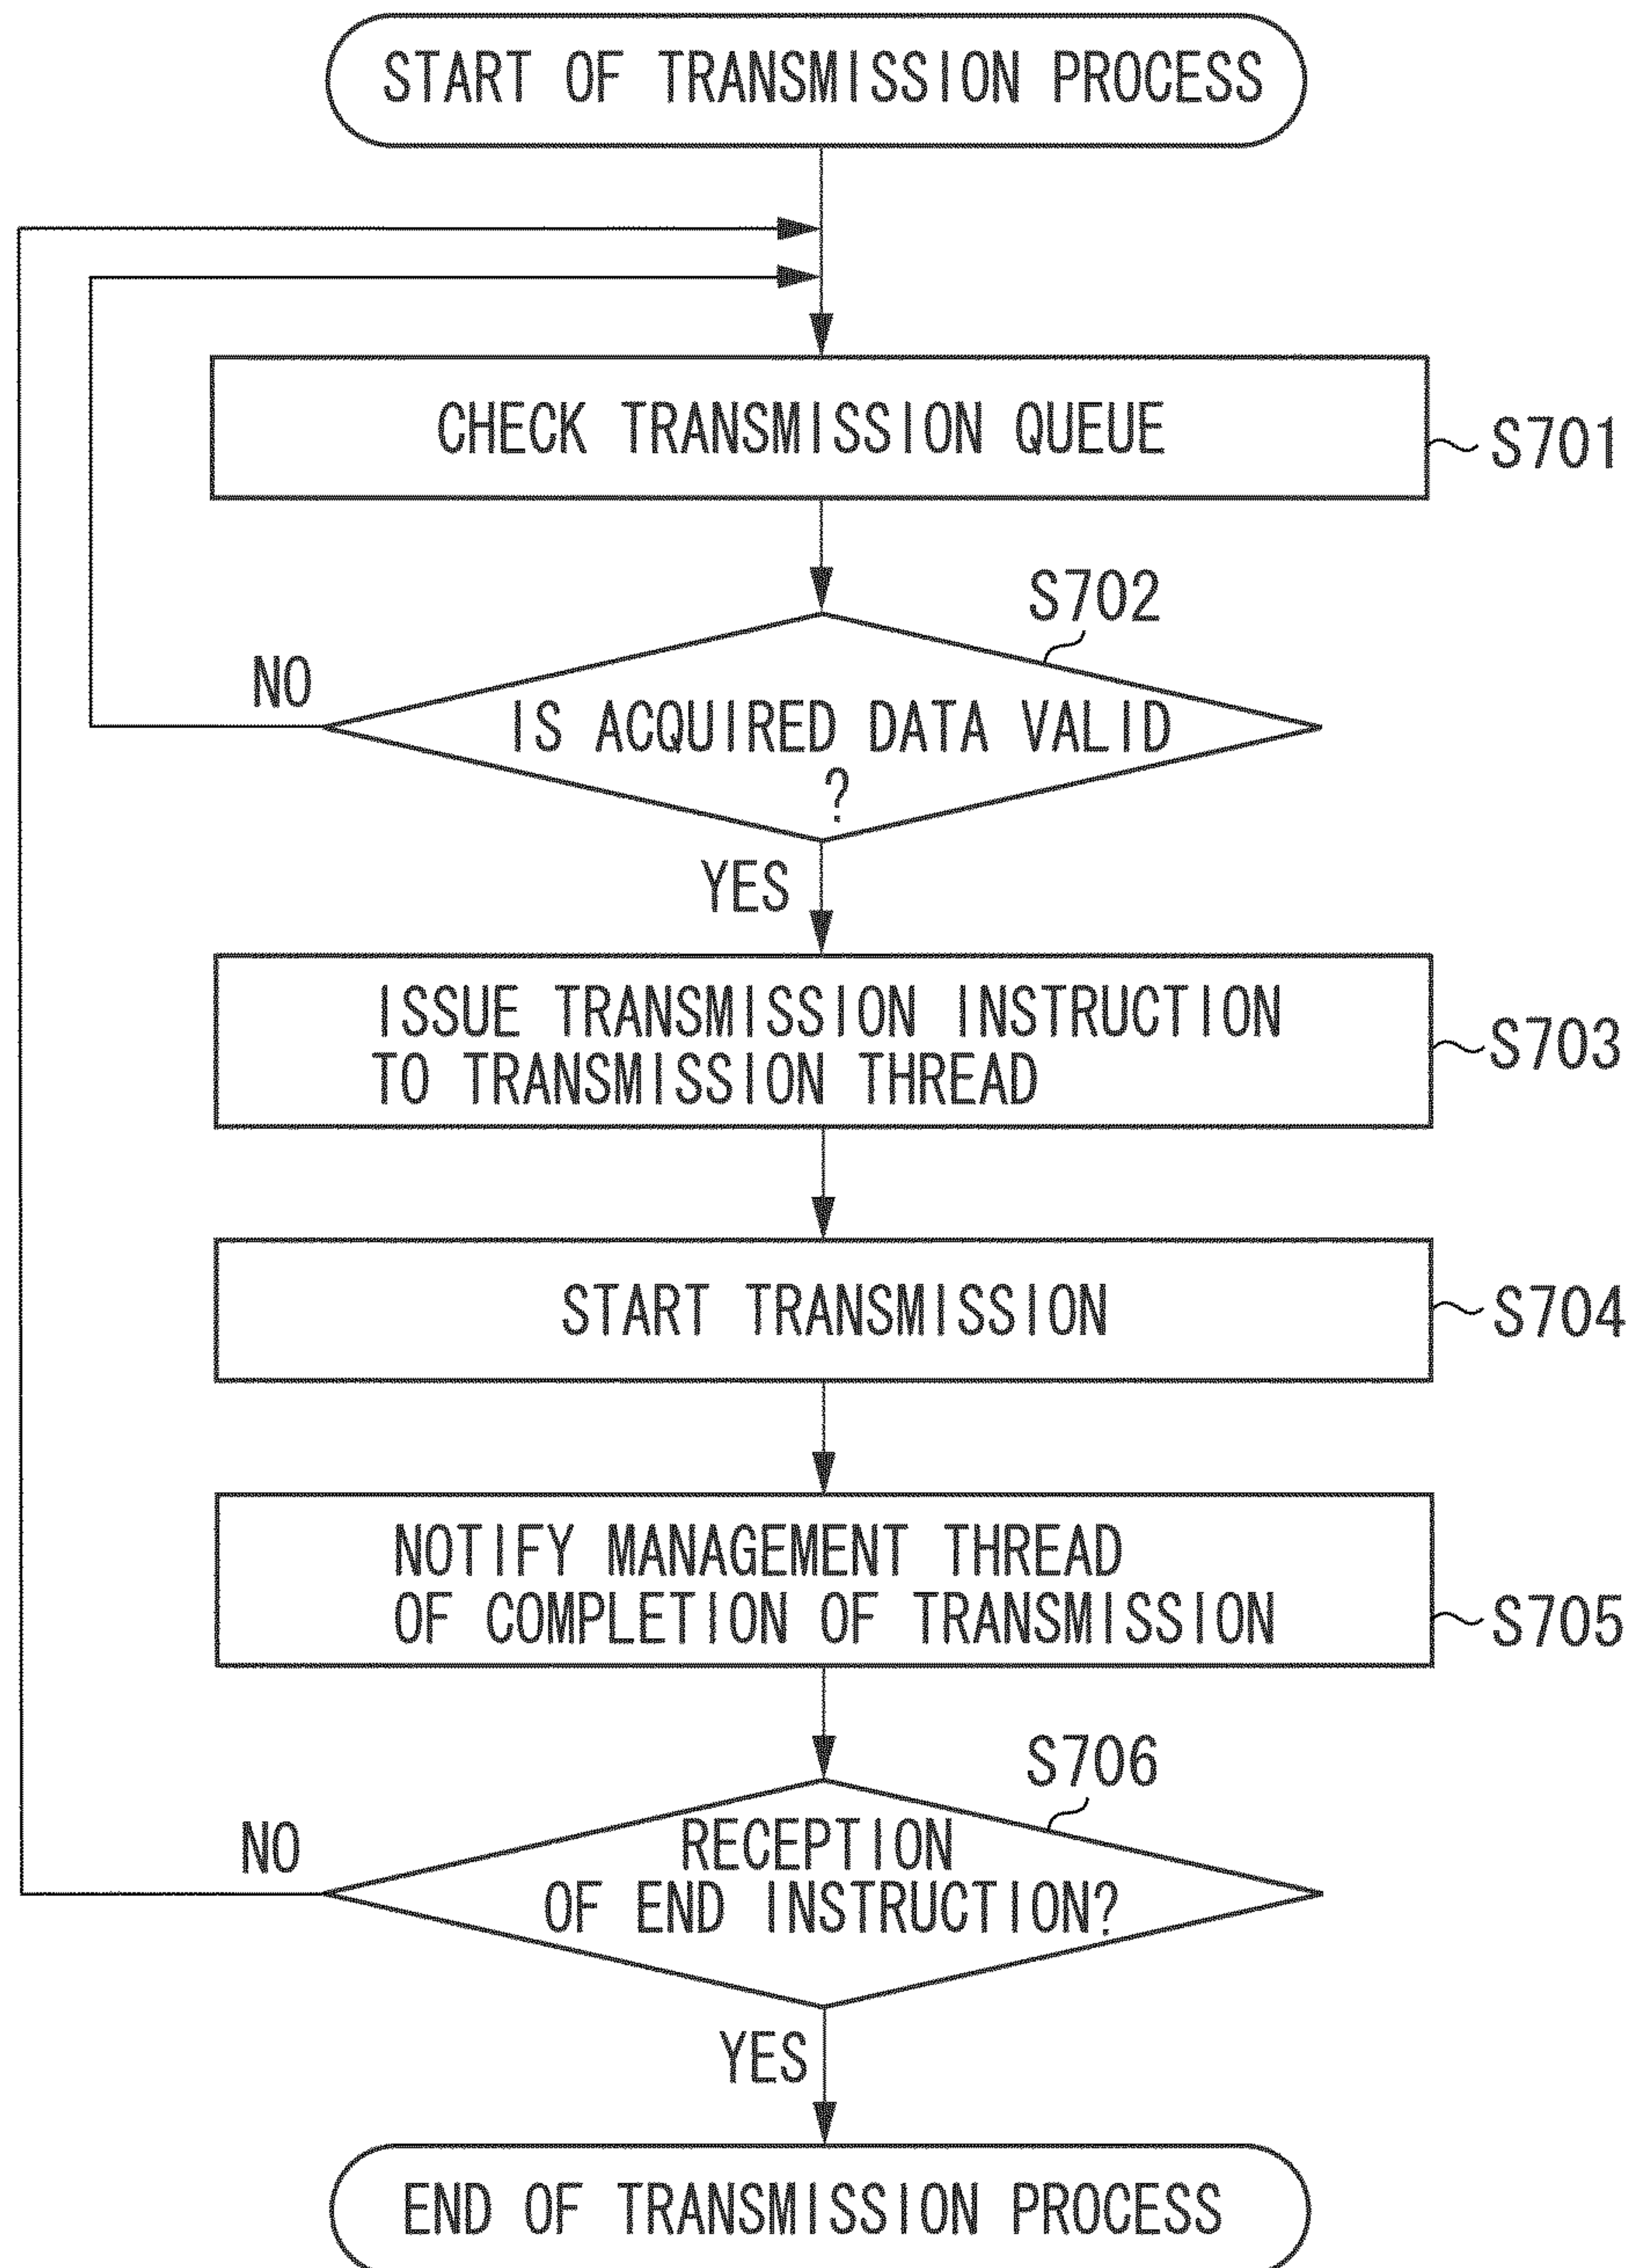 START OF TRANSMISSION PROCESS
CHECK TRANSMISSION QUEUE
S701
S702
NO
IS ACQUIRED DATA VALID
?
YES
ISSUE TRANSMISSION INSTRUCTION
TO TRANSMISSION THREAD
S703
START TRANSMISSION
S704
NOTIFY MANAGEMENT THREAD
OF COMPLETION OF TRANSMISSION
S705
S706
NO
RECEPTION
OF END INSTRUCTION?
YES
END OF TRANSMISSION PROCESS